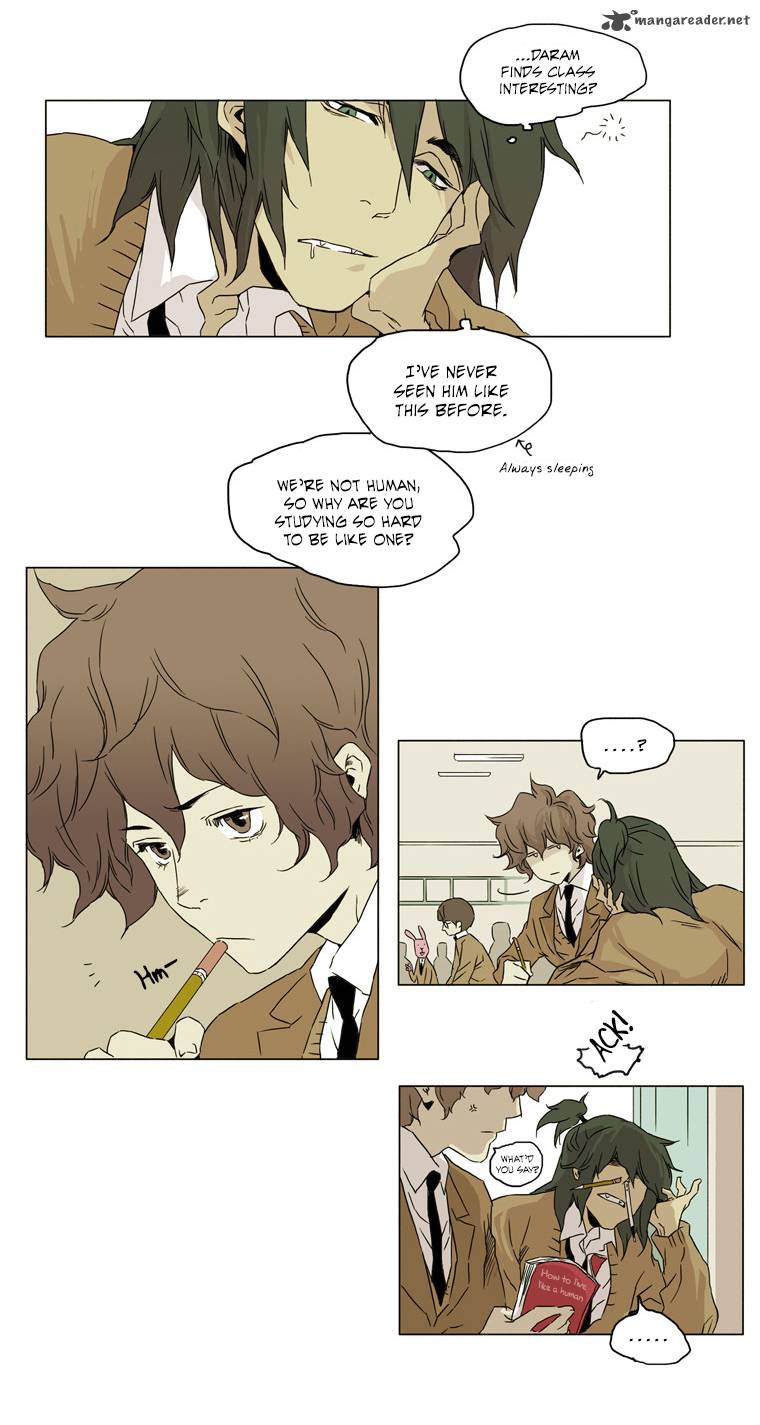 mangareader.net
...DARAM
FINDS CLASS
INTERESTING?
I'VE NEVER
SEEN HIM LIKE
THIS BEFORE.
Always sleeping
WE'RE NOT HUMAN,
SO WHY ARE YOU
STUDYING SO HARD
TO BE LIKE ONE?
Hm-
....?
ACK!
WHAT'D
YOU SAY?
How to live
like a human
.....